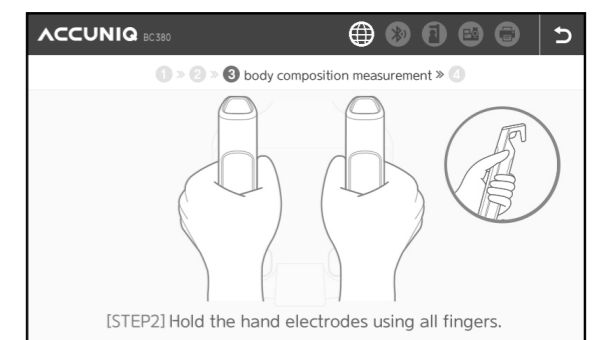 ACCUNIQ BC380
1 » 2 » 3 body composition measurement » 4
[STEP2] Hold the hand electrodes using all fingers.